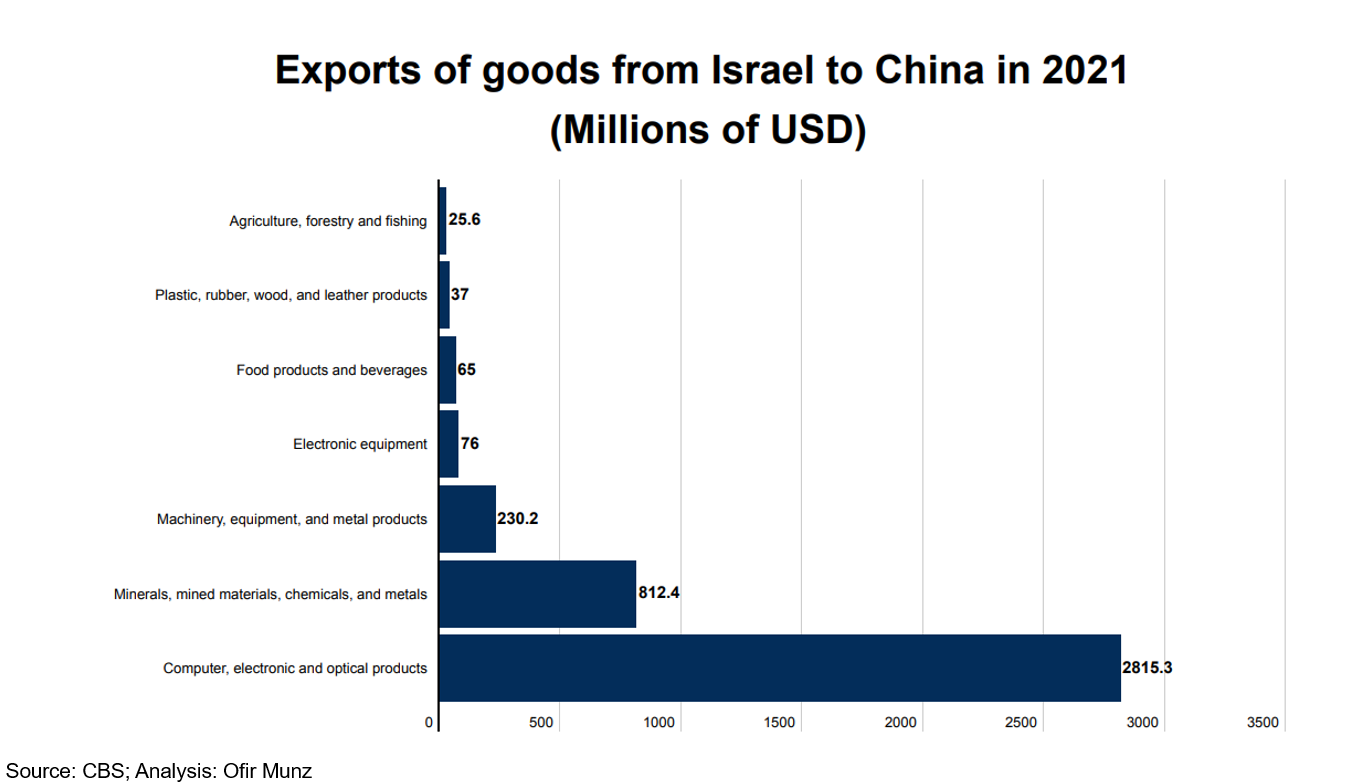 Exports of goods from Israel to China in 2021
(Millions of USD)
Agriculture, forestry and fishing 25.6
Plastic, rubber, wood, and leather products 37
Food products and beverages 65
Electronic equipment 76
Machinery, equipment, and metal products 230.2
Minerals, mined materials, chemicals, and metals 812.4
Computer, electronic and optical products 2815.3
0 500 1000 1500 2000 2500 3000 3500
Source: CBS; Analysis: Ofir Munz